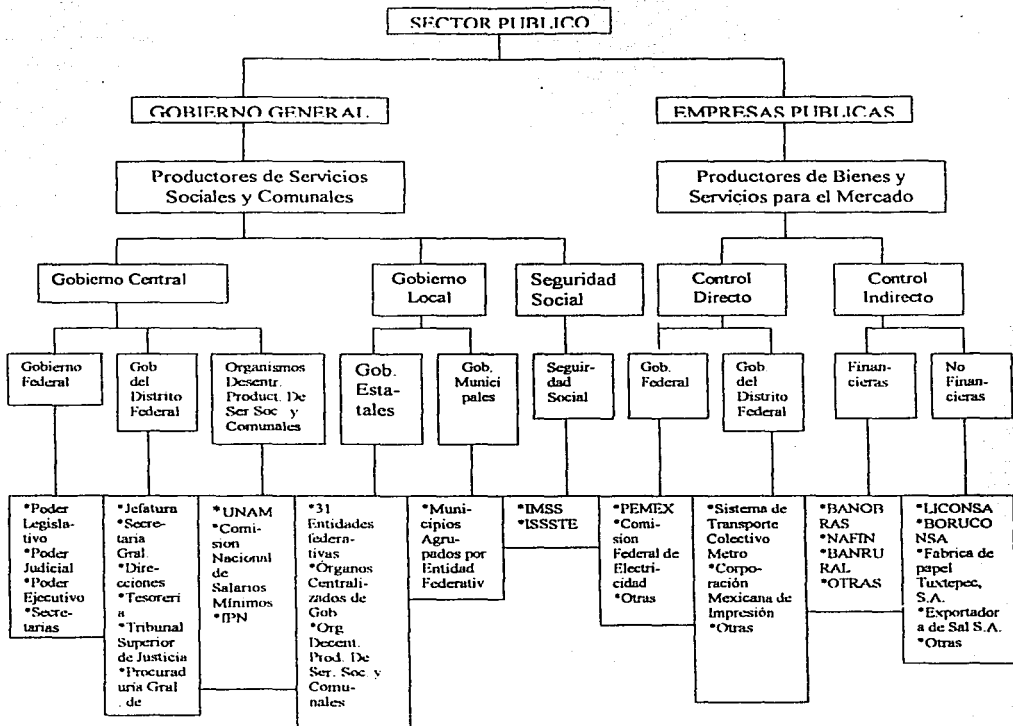 SECTOR PUBLICO
GOBIERNO GENERAL
EMPRESAS PUBLICAS
Productores de Servicios
Sociales y Comunales
Productores de Bienes y
Servicios para el Mercado
Gobierno Central
Gobierno
Local
Seguridad
Social
Control
Directo
Control
Indirecto
Gobierno
Federal
Gob
del
Distrito
Federal
Organismos
Desentr.
Product. De
Ser Soc y
Comunales
Gob.
Esta-
tales
Gob.
Munici
pales
Seguir-
dad
Social
Gob.
Federal
Gob.
del
Distrito
Federal
Finan-
cieras
No
Finan-
cieras
*Poder
Legisla-
tivo
*Poder
Judicial
*Poder
Ejecutivo
*Secre-
tarias
*Jefatura
*Secre-
taria
Gral.
*Dire-
cciones
*Tesoreri
a
*Tribunal
Superior
de Justicia
*Procurad
uria Gral
. de
*UNAM
*Comi-
sion
Nacional
de
Salarios
Mínimos
*IPN
*31
Entidades
federa-
tivas
*Órganos
Centrali-
zados de
Gob
*Org
Decent.
Prod. De
Ser. Soc. y
Comu-
nales
*Muni-
cipios
Agru-
pados por
Entidad
Federativ
*IMSS
*ISSSTE
*PEMEX
*Comi-
sion
Federal de
Electri-
cidad
*Otras
*Sistema de
Transporte
Colectivo
Metro
*Corpo-
ración
Mexicana de
Impresión
*Otras
*BANOB
RAS
*NAFIN
*BANRU
RAL
*OTRAS
*LICONSA
*BORUCO
NSA
*Fabrica de
papel
Tuxtepec,
S.A.
*Exportador
a de Sal S.A.
*Otras